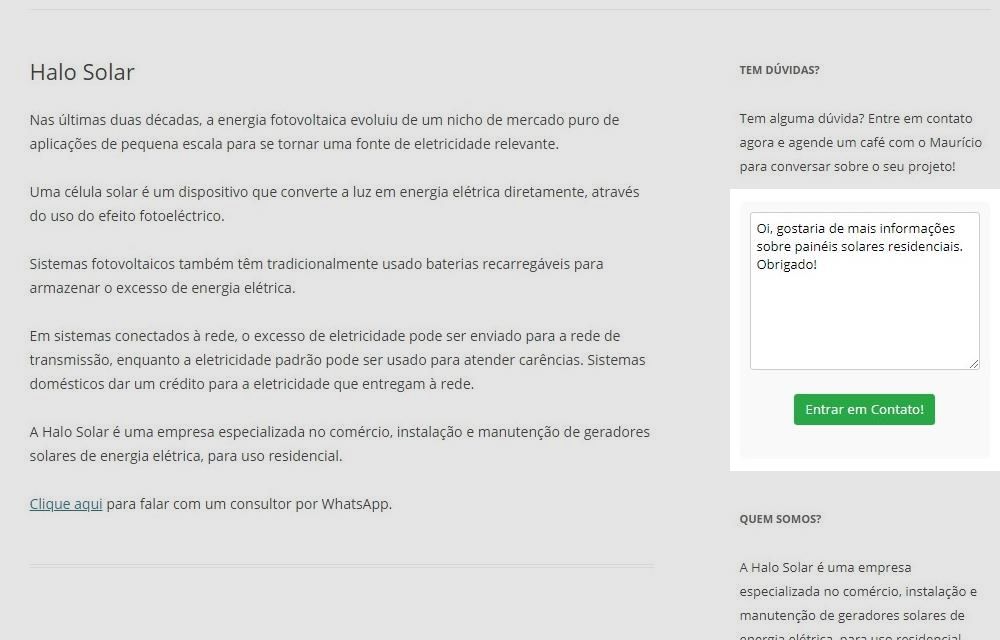 Halo Solar
Nas últimas duas décadas, a energia fotovoltaica evoluiu de um nicho de mercado puro de
aplicações de pequena escala para se tornar uma fonte de eletricidade relevante.
Uma célula solar é um dispositivo que converte a luz em energia elétrica diretamente, através
do uso do efeito fotoeléctrico.
Sistemas fotovoltaicos também têm tradicionalmente usado baterias recarregáveis para
armazenar o excesso de energia elétrica.
Em sistemas conectados à rede, o excesso de eletricidade pode ser enviado para a rede de
transmissão, enquanto a eletricidade padrão pode ser usado para atender carências. Sistemas
domésticos dar um crédito para a eletricidade que entregam à rede.
A Halo Solar é uma empresa especializada no comércio, instalação e manutenção de geradores
solares de energia elétrica, para uso residencial.
Clique aqui para falar com um consultor por WhatsApp.
TEM DÚVIDAS?
Tem alguma dúvida? Entre em contato
agora e agende um café com o Maurício
para conversar sobre o seu projeto!
Oi, gostaria de mais informações
sobre painéis solares residenciais.
Obrigado!
Entrar em Contato!
QUEM SOMOS?
A Halo Solar é uma empresa
especializada no comércio, instalação e
manutenção de geradores solares de
energia elétrica, para uso residencial